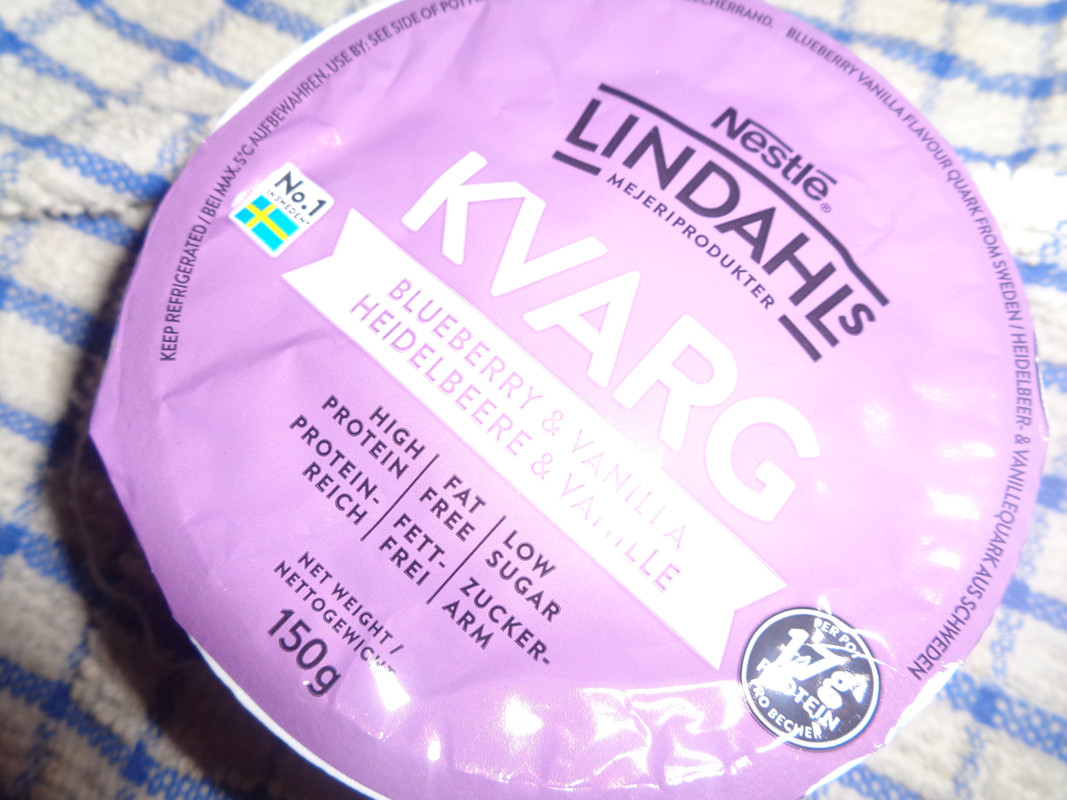 KEEP REFRIGERATED / BEI MAX. 5°C AUFBEWAHREN. USE BY: SEE SIDE OF POT
BECHERRAND.
BLUEBERRY VANILLA FLAVOUR QUARK FROM SWEDEN / HEIDELBEER- & VANILLEQUARK AUS SCHWEDEN
Nestlé®
LINDAHLS
MEJERIPRODUKTER
No.1
IN SWEDEN*
KVARG
BLUEBERRY & VANILLA
HEIDELBEERE & VANILLE
HIGH
PROTEIN
PROTEIN-
REICH
FAT
FREE
FETT-
FREI
LOW
SUGAR
ZUCKER-
ARM
NET WEIGHT /
NETTOGEWICHT
150g
PER POT
17g
PROTEIN
PRO BECHER